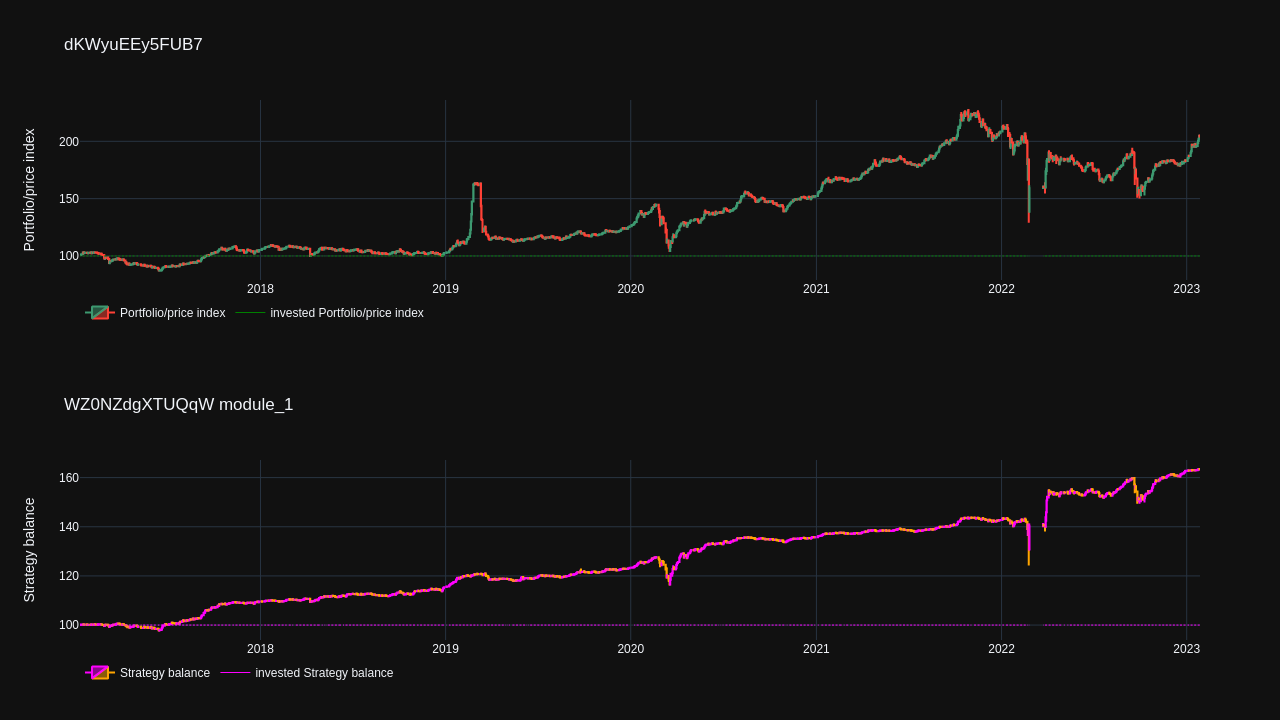 dKWyuEEy5FUB7
Portfolio/price index
200
150
100
2018 2019 2020 2021 2022 2023
Portfolio/price index invested Portfolio/price index
WZ0NZdgXTUQqW module_1
Strategy balance
160
140
120
100
2018 2019 2020 2021 2022 2023
Strategy balance invested Strategy balance